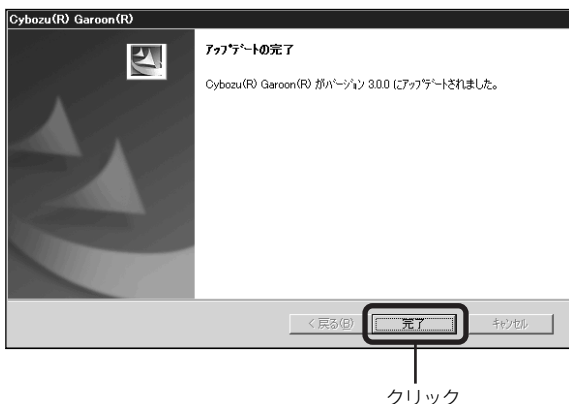 Cybozu(R) Garoon(R)
ｱｯﾌﾟﾃﾞｰﾄの完了
Cybozu(R) Garoon(R) がﾊﾞｰｼﾞｮﾝ 3.0.0 にｱｯﾌﾟﾃﾞｰﾄされました。
< 戻る(B)
完了
ｷｬﾝｾﾙ
クリック